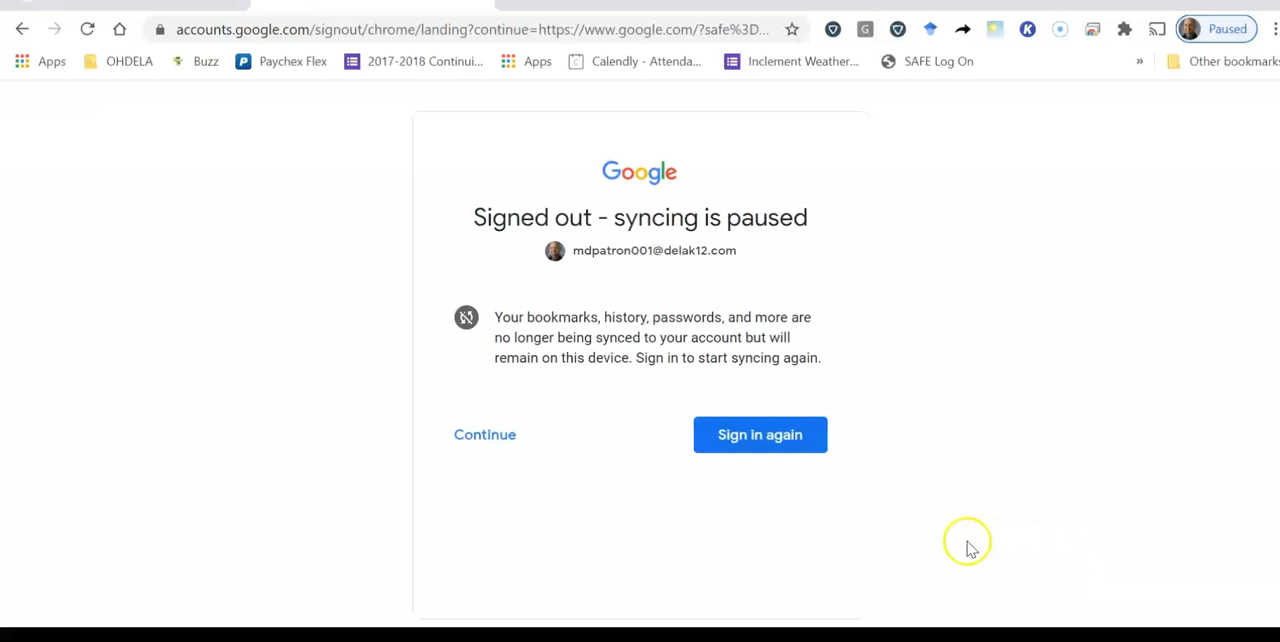 accounts.google.com/signout/chrome/landing?continue=https://www.google.com/?safe%3D...
G
K
Paused
Apps
OHDELA
Buzz
P
Paychex Flex
2017-2018 Continui...
Apps
Calendly - Attenda...
Inclement Weather...
SAFE Log On
»
Other bookmarks
Google
Signed out - syncing is paused
mdpatron001@delak12.com
Your bookmarks, history, passwords, and more are
no longer being synced to your account but will
remain on this device. Sign in to start syncing again.
Continue
Sign in again